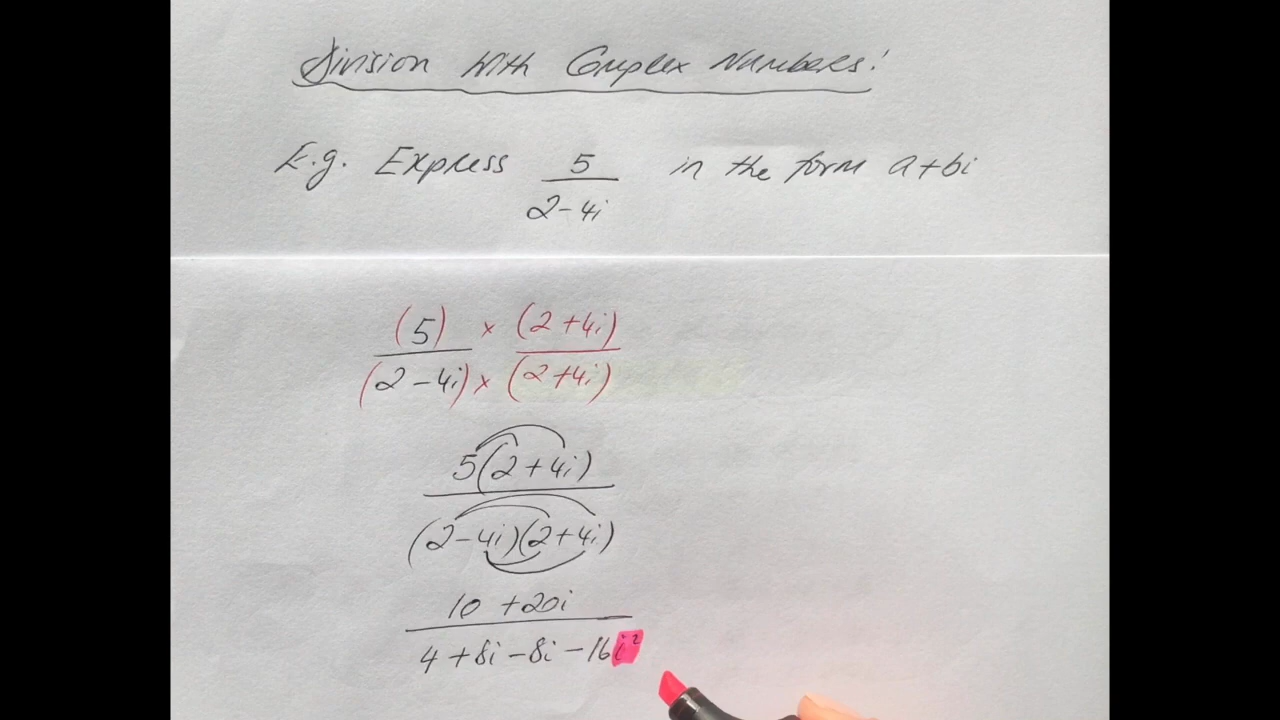 Division With Complex Numbers!
E.g. Express 5/(2-4i) in the form a+bi
(5) × (2+4i)
(2-4i) × (2+4i)
5(2+4i)
(2-4i)(2+4i)
10 +20i
4 +8i -8i -16i²